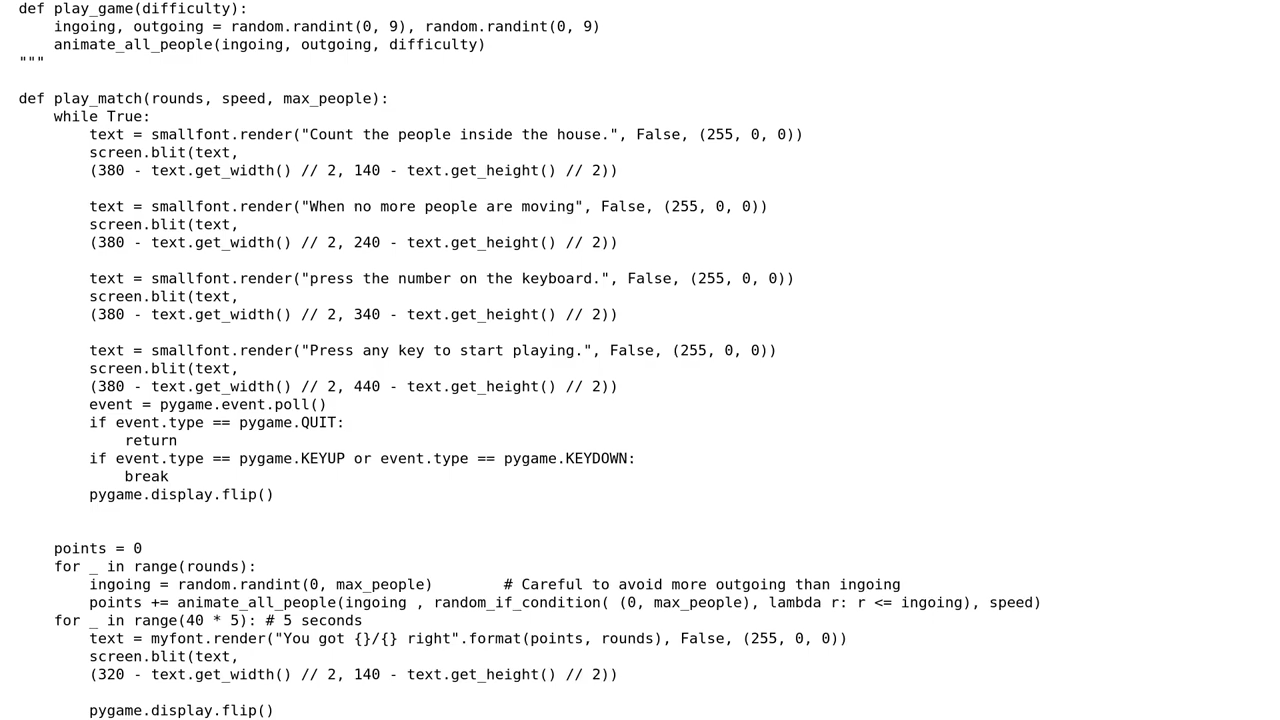 def play_game(difficulty):
    ingoing, outgoing = random.randint(0, 9), random.randint(0, 9)
    animate_all_people(ingoing, outgoing, difficulty)
"""

def play_match(rounds, speed, max_people):
    while True:
        text = smallfont.render("Count the people inside the house.", False, (255, 0, 0))
        screen.blit(text,
        (380 - text.get_width() // 2, 140 - text.get_height() // 2))

        text = smallfont.render("When no more people are moving", False, (255, 0, 0))
        screen.blit(text,
        (380 - text.get_width() // 2, 240 - text.get_height() // 2))

        text = smallfont.render("press the number on the keyboard.", False, (255, 0, 0))
        screen.blit(text,
        (380 - text.get_width() // 2, 340 - text.get_height() // 2))

        text = smallfont.render("Press any key to start playing.", False, (255, 0, 0))
        screen.blit(text,
        (380 - text.get_width() // 2, 440 - text.get_height() // 2))
        event = pygame.event.poll()
        if event.type == pygame.QUIT:
            return
        if event.type == pygame.KEYUP or event.type == pygame.KEYDOWN:
            break
        pygame.display.flip()


    points = 0
    for _ in range(rounds):
        ingoing = random.randint(0, max_people)        # Careful to avoid more outgoing than ingoing
        points += animate_all_people(ingoing , random_if_condition( (0, max_people), lambda r: r <= ingoing), speed)
    for _ in range(40 * 5): # 5 seconds
        text = myfont.render("You got {}/{} right".format(points, rounds), False, (255, 0, 0))
        screen.blit(text,
        (320 - text.get_width() // 2, 140 - text.get_height() // 2))

        pygame.display.flip()